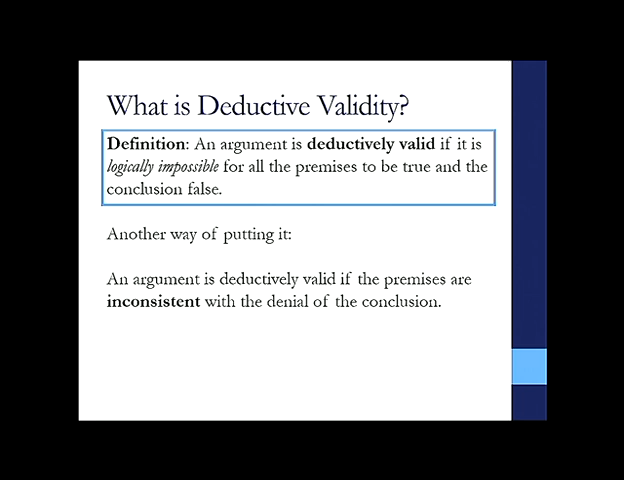 What is Deductive Validity?
Definition: An argument is deductively valid if it is
logically impossible for all the premises to be true and the
conclusion false.
Another way of putting it:
An argument is deductively valid if the premises are
inconsistent with the denial of the conclusion.